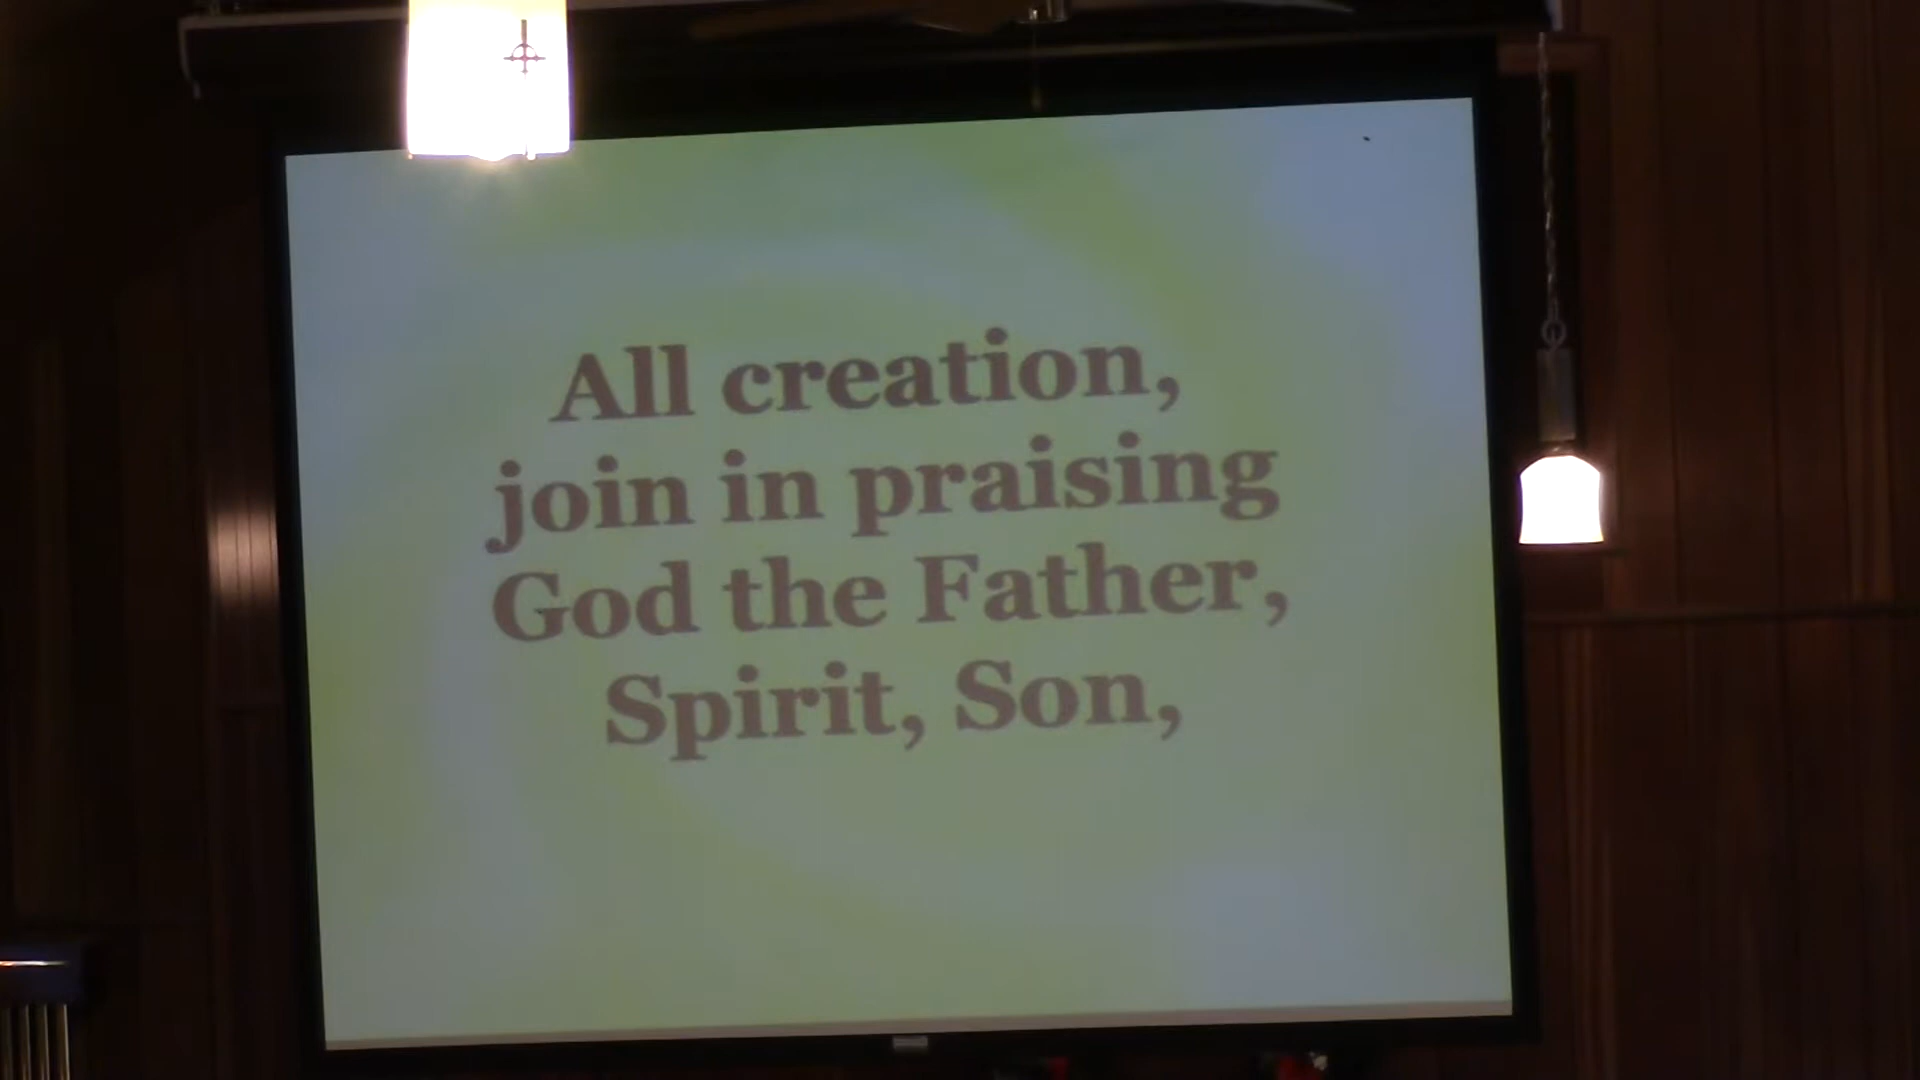 All creation,
join in praising
God the Father,
Spirit, Son,